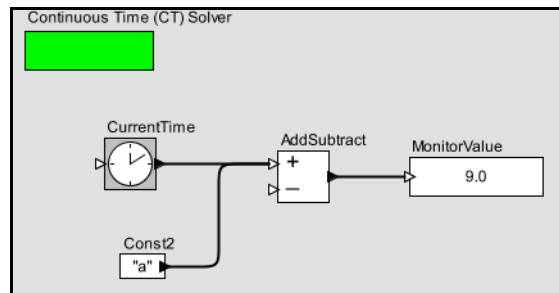 Continuous Time (CT) Solver
CurrentTime
AddSubtract
MonitorValue
+
−
9.0
Const2
"a"